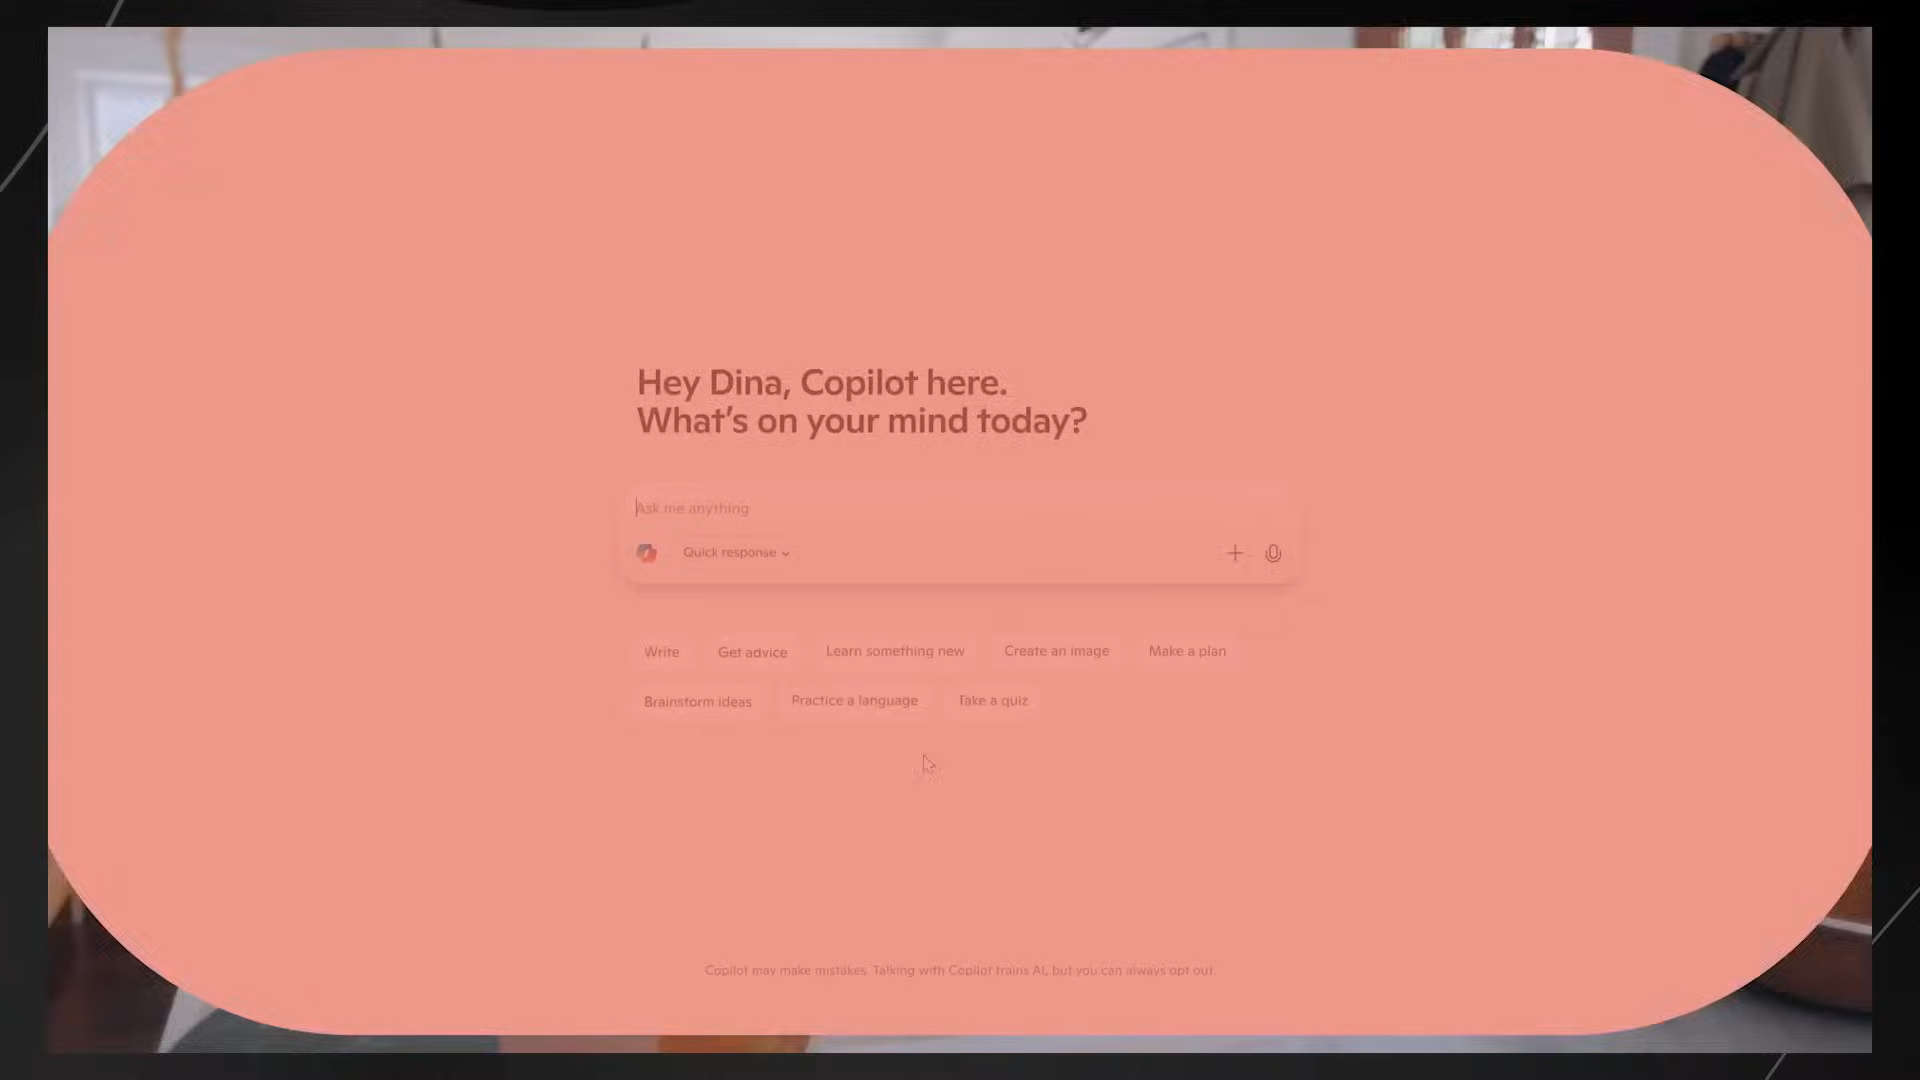 Hey Dina, Copilot here.
What's on your mind today?
Ask me anything
Quick response
Write
Get advice
Learn something new
Create an image
Make a plan
Brainstorm ideas
Practice a language
Take a quiz
Copilot may make mistakes. Talking with Copilot trains AI, but you can always opt out.